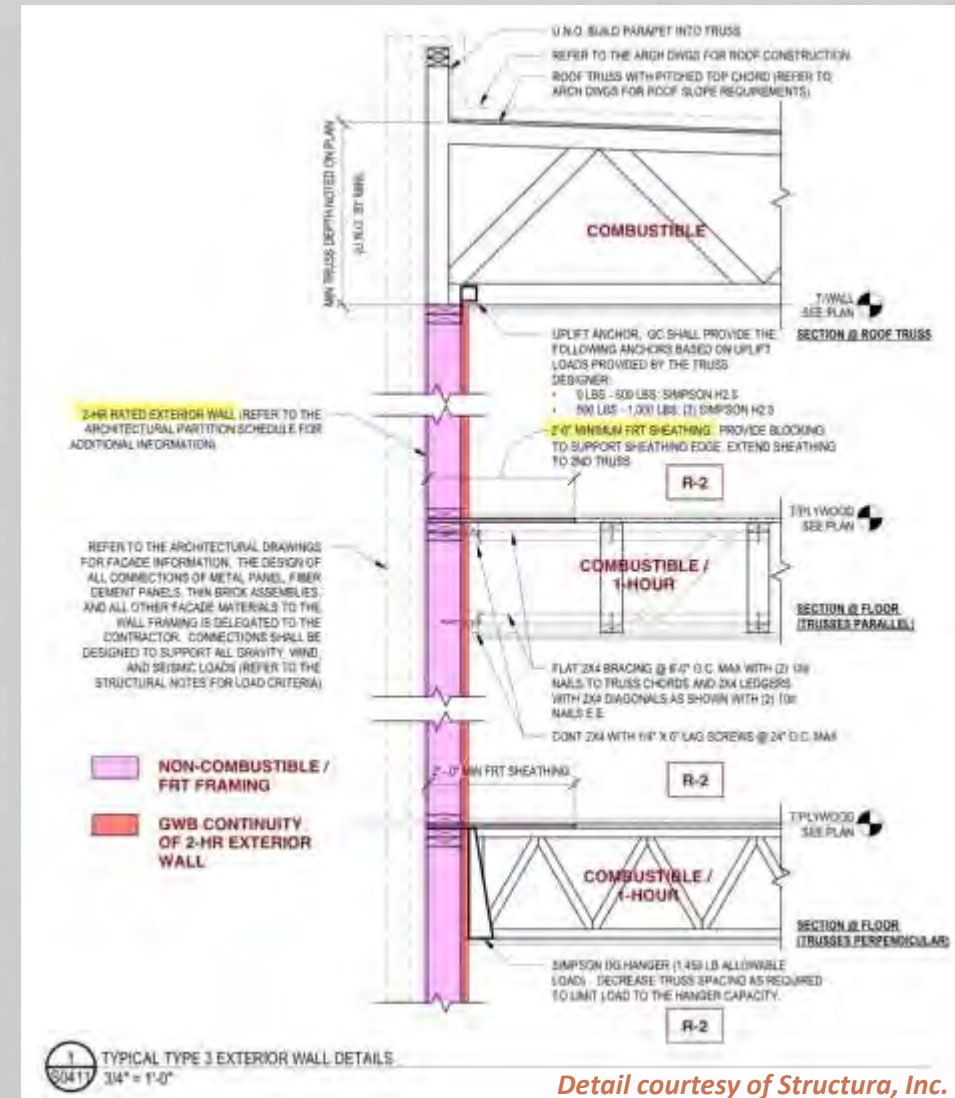 U.N.O. BUILD PARAPET INTO TRUSS
REFER TO THE ARCH DWGS FOR ROOF CONSTRUCTION
ROOF TRUSS WITH PITCHED TOP CHORD (REFER TO
ARCH DWGS FOR ROOF SLOPE REQUIREMENTS)
MIN TRUSS DEPTH NOTED ON PLAN
(U.N.O. BY MANF.)
COMBUSTIBLE
T/WALL
SEE PLAN
SECTION @ ROOF TRUSS
UPLIFT ANCHOR, GC SHALL PROVIDE THE
FOLLOWING ANCHORS BASED ON UPLIFT
LOADS PROVIDED BY THE TRUSS
DESIGNER:
• 0 LBS - 500 LBS: SIMPSON H2.5
• 500 LBS - 1,000 LBS: (2) SIMPSON H2.5
2-HR RATED EXTERIOR WALL (REFER TO THE
ARCHITECTURAL PARTITION SCHEDULE FOR
ADDITIONAL INFORMATION)
2'-0" MINIMUM FRT SHEATHING. PROVIDE BLOCKING
TO SUPPORT SHEATHING EDGE. EXTEND SHEATHING
TO 2ND TRUSS
R-2
T/PLYWOOD
SEE PLAN
REFER TO THE ARCHITECTURAL DRAWINGS
FOR FACADE INFORMATION. THE DESIGN OF
ALL CONNECTIONS OF METAL PANEL, FIBER
CEMENT PANELS, THIN BRICK ASSEMBLIES,
AND ALL OTHER FACADE MATERIALS TO THE
WALL FRAMING IS DELEGATED TO THE
CONTRACTOR. CONNECTIONS SHALL BE
DESIGNED TO SUPPORT ALL GRAVITY, WIND,
AND SEISMIC LOADS (REFER TO THE
STRUCTURAL NOTES FOR LOAD CRITERIA)
COMBUSTIBLE /
1-HOUR
SECTION @ FLOOR
(TRUSSES PARALLEL)
FLAT 2X4 BRACING @ 6'-0" O.C. MAX WITH (2) 10d
NAILS TO TRUSS CHORDS AND 2X4 LEDGERS
WITH 2X4 DIAGONALS AS SHOWN WITH (2) 10d
NAILS E.E.
CONT 2X4 WITH 1/4" X 6" LAG SCREWS @ 24" O.C. MAX
NON-COMBUSTIBLE /
FRT FRAMING
GWB CONTINUITY
OF 2-HR EXTERIOR
WALL
2'-0" MIN FRT SHEATHING
R-2
T/PLYWOOD
SEE PLAN
COMBUSTIBLE /
1-HOUR
SECTION @ FLOOR
(TRUSSES PERPENDICULAR)
SIMPSON DG HANGER (1,450 LB ALLOWABLE
LOAD). DECREASE TRUSS SPACING AS REQUIRED
TO LIMIT LOAD TO THE HANGER CAPACITY.
R-2
1
S0411
TYPICAL TYPE 3 EXTERIOR WALL DETAILS
3/4" = 1'-0"
Detail courtesy of Structura, Inc.